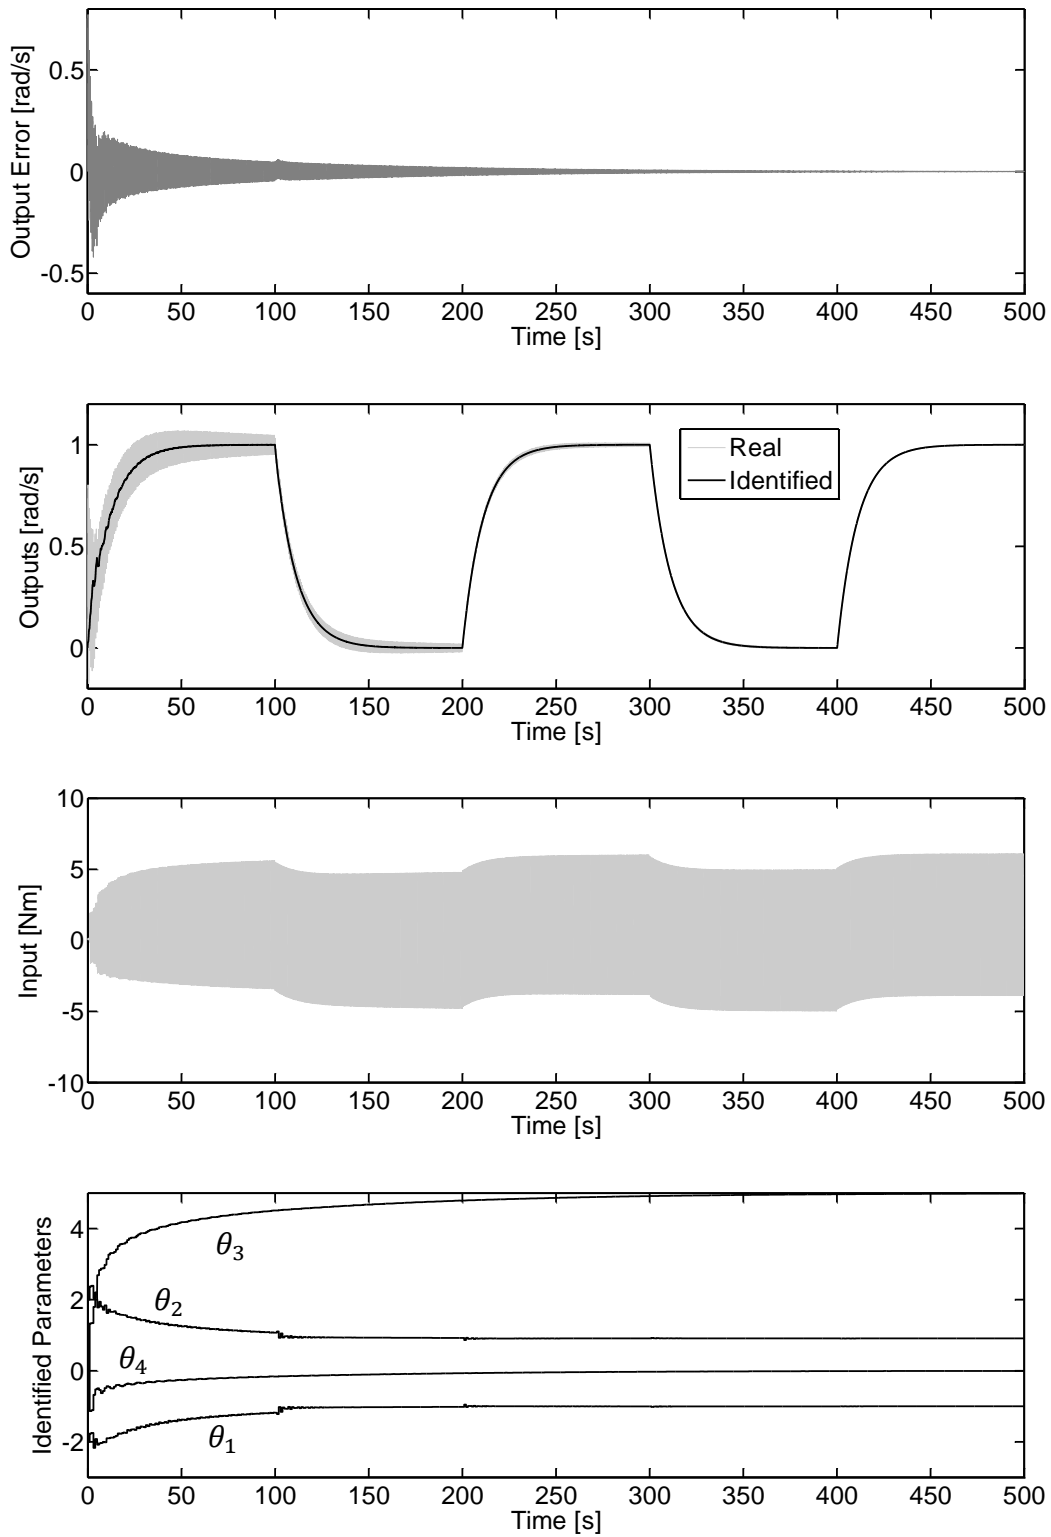 0.5
0
-0.5
Output Error [rad/s]
0 50 100 150 200 250 300 350 400 450 500
Time [s]
1
0.5
0
Outputs [rad/s]
Real
Identified
0 50 100 150 200 250 300 350 400 450 500
Time [s]
10
5
0
-5
-10
Input [Nm]
0 50 100 150 200 250 300 350 400 450 500
Time [s]
4
2
0
-2
Identified Parameters
θ3
θ2
θ4
θ1
0 50 100 150 200 250 300 350 400 450 500
Time [s]